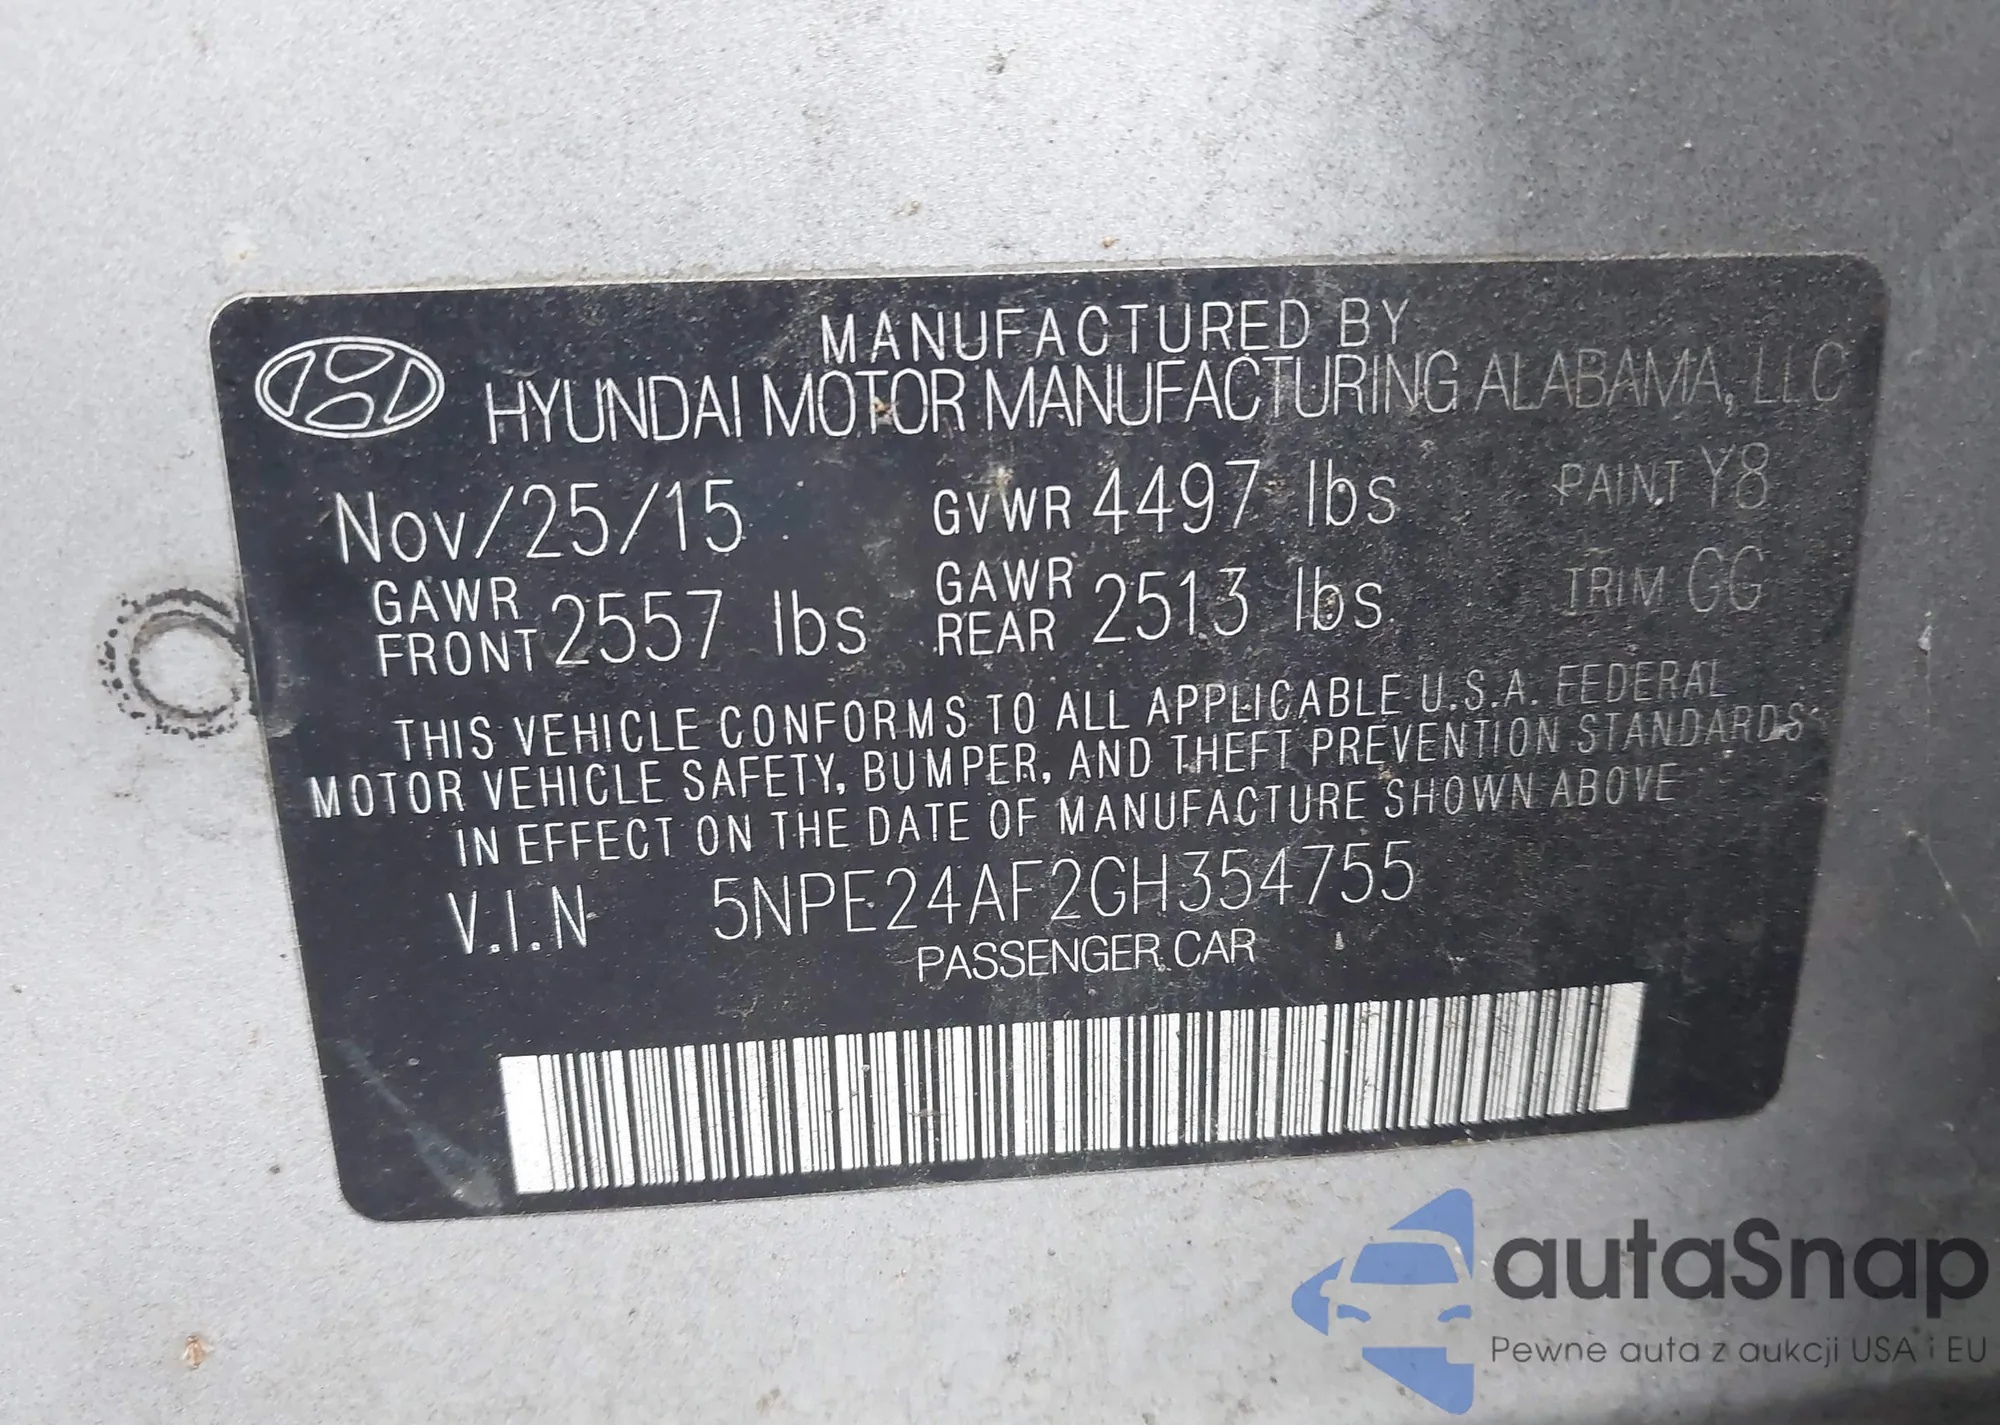 MANUFACTURED BY
HYUNDAI MOTOR MANUFACTURING ALABAMA, LLC
Nov/25/15 GVWR 4497 lbs PAINT Y8
GAWR FRONT 2557 lbs GAWR REAR 2513 lbs TRIM GG
THIS VEHICLE CONFORMS TO ALL APPLICABLE U.S.A. FEDERAL
MOTOR VEHICLE SAFETY, BUMPER, AND THEFT PREVENTION STANDARDS
IN EFFECT ON THE DATE OF MANUFACTURE SHOWN ABOVE
V.I.N 5NPE24AF2GH354755
PASSENGER CAR
autaSnap
Pewne auta z aukcji USA i EU